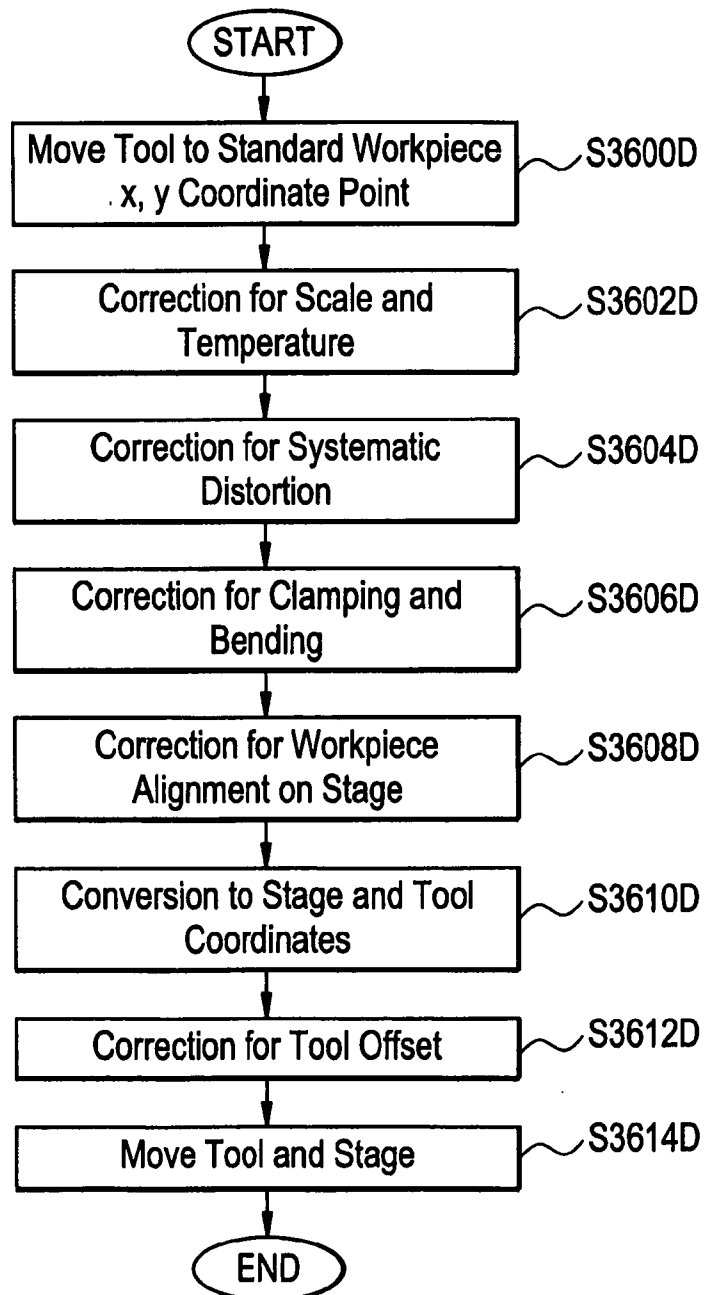 START
Move Tool to Standard Workpiece
x, y Coordinate Point
S3600D
Correction for Scale and
Temperature
S3602D
Correction for Systematic
Distortion
S3604D
Correction for Clamping and
Bending
S3606D
Correction for Workpiece
Alignment on Stage
S3608D
Conversion to Stage and Tool
Coordinates
S3610D
Correction for Tool Offset
S3612D
Move Tool and Stage
S3614D
END